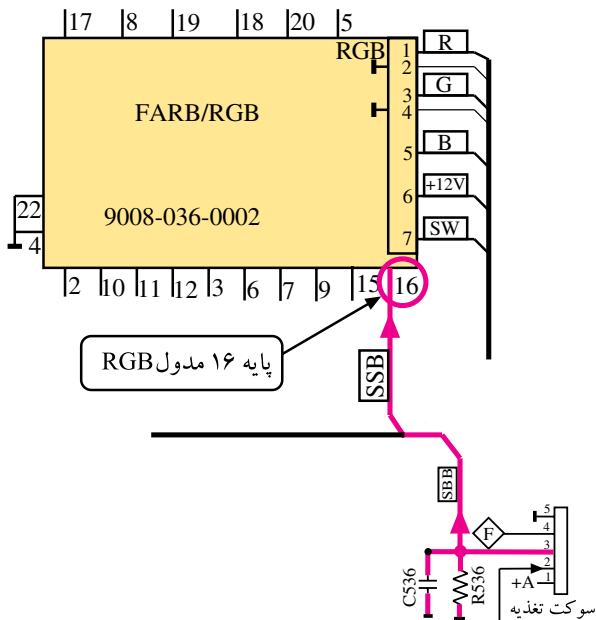 17 8 19 18 20 5
RGB 1 R
2
FARB/RGB 3 G
4
5 B
22 9008-036-0002 6 +12V
4 7 SW
2 10 11 12 3 6 7 9 15 16
پایه ۱۶ مدول RGB
SSB
SBB
5
F 4
3
2
+A 1
C536 R536
سوکت تغذیه